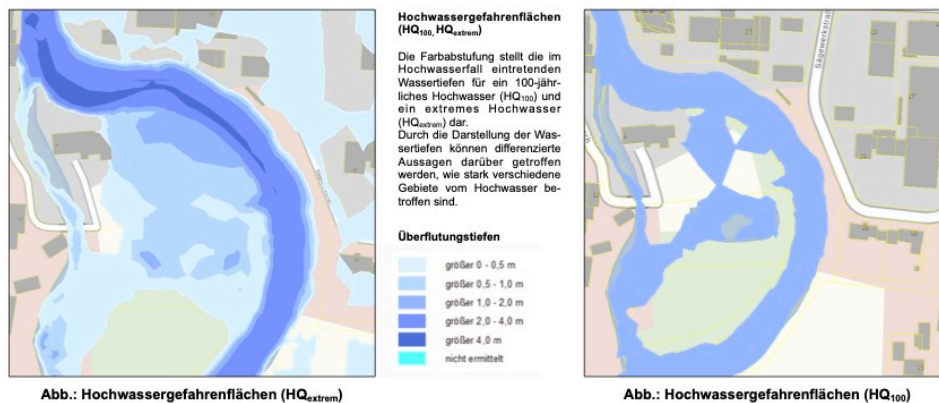 Hochwassergefahrenflächen
(HQ100, HQextrem)
Die Farbabstufung stellt die im
Hochwasserfall eintretenden
Wassertiefen für ein 100-jähr-
liches Hochwasser (HQ100) und
ein extremes Hochwasser
(HQextrem) dar.
Durch die Darstellung der Was-
sertiefen können differenzierte
Aussagen darüber getroffen
werden, wie stark verschiedene
Gebiete vom Hochwasser be-
troffen sind.
Überflutungstiefen
größer 0 - 0,5 m
größer 0,5 - 1,0 m
größer 1,0 - 2,0 m
größer 2,0 - 4,0 m
größer 4,0 m
nicht ermittelt
Sägewerkstraß
Abb.: Hochwassergefahrenflächen (HQextrem)
Abb.: Hochwassergefahrenflächen (HQ100)